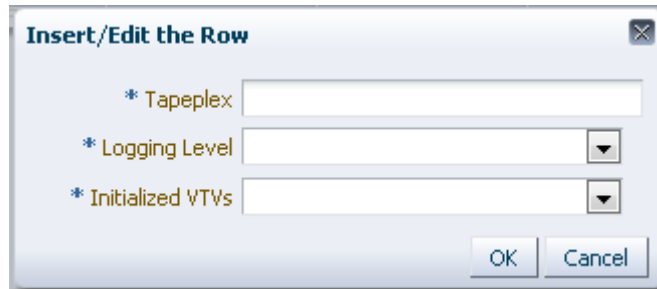 Insert/Edit the Row
* Tapeplex
* Logging Level
* Initialized VTVs
OK Cancel